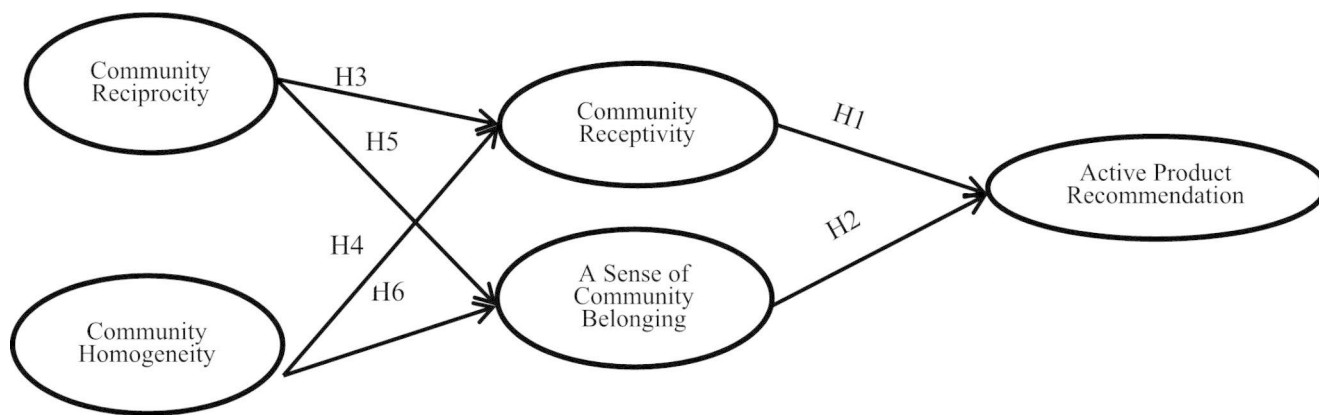 Community
Reciprocity
H3
H5
Community
Receptivity
H1
Active Product
Recommendation
H4
H6
H2
Community
Homogeneity
A Sense of
Community
Belonging